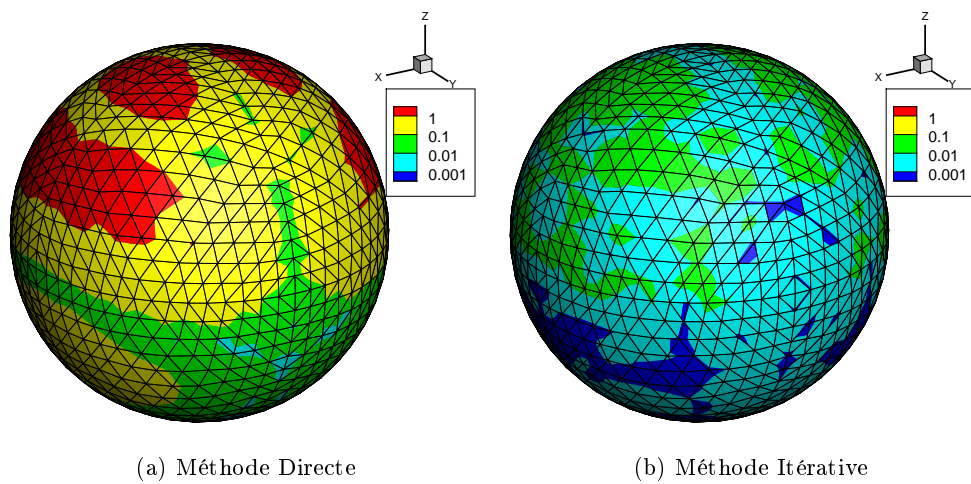 Z
X
Y
1
0.1
0.01
0.001
Z
X
Y
1
0.1
0.01
0.001
(a) Méthode Directe
(b) Méthode Itérative